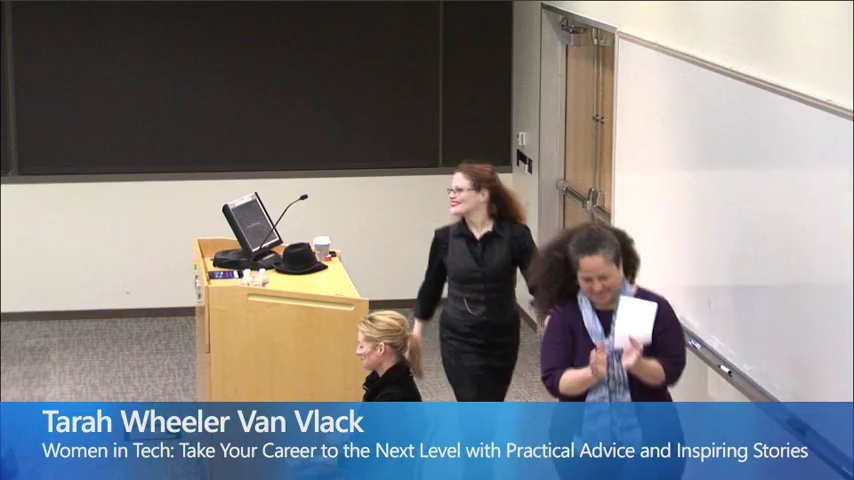 Tarah Wheeler Van Vlack
Women in Tech: Take Your Career to the Next Level with Practical Advice and Inspiring Stories